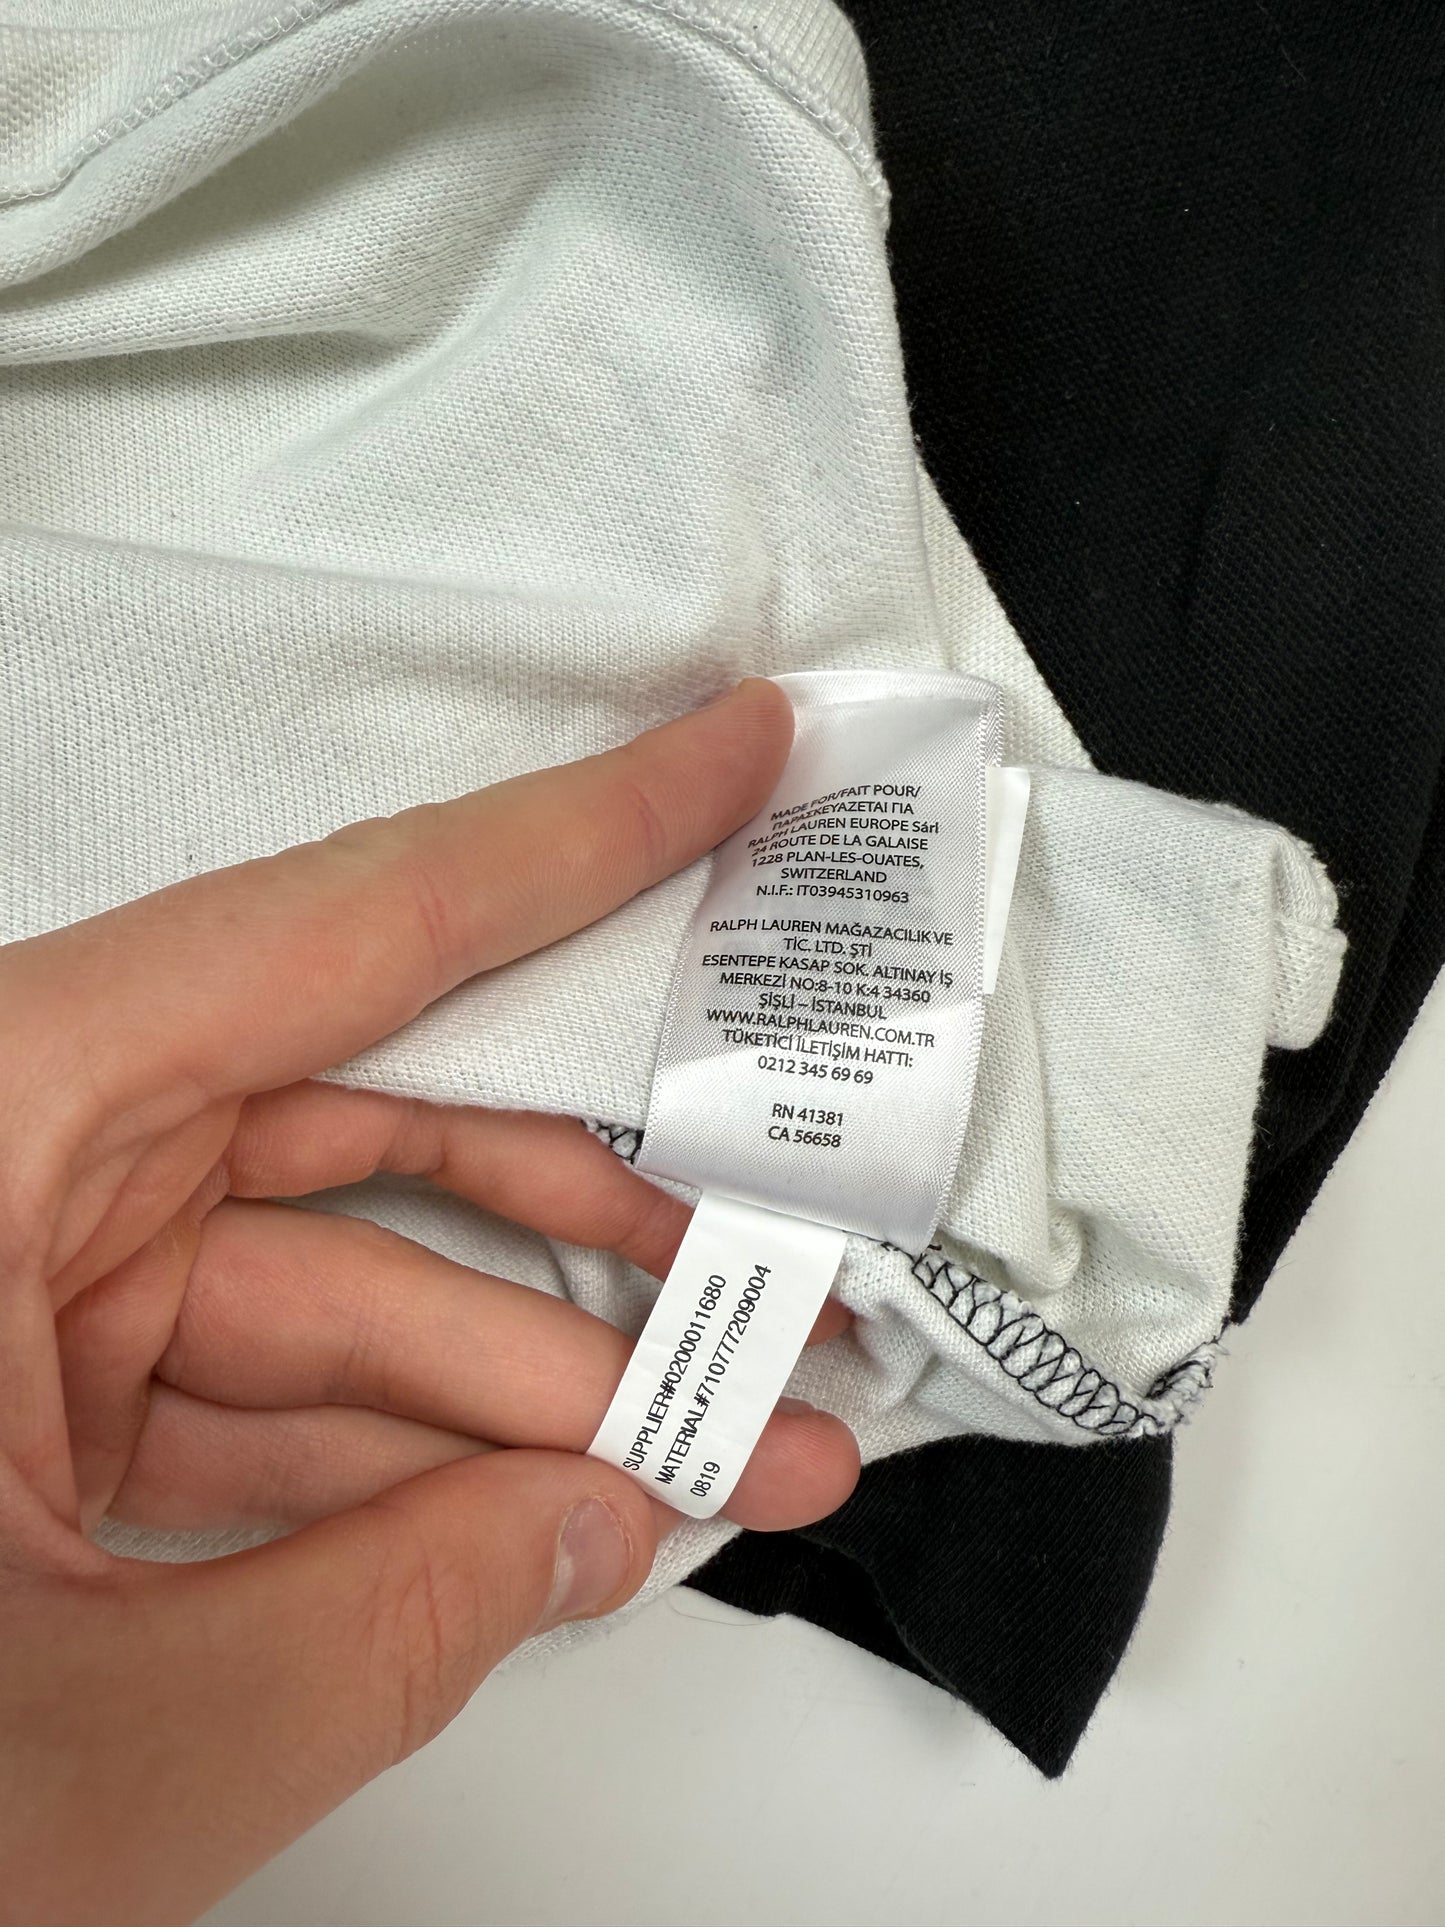 MADE FOR/FAIT POUR/
ΠΑΡΑΣΚΕΥΑΖΕΤΑΙ ΓΙΑ
RALPH LAUREN EUROPE Sárl
24 ROUTE DE LA GALAISE
1228 PLAN-LES-OUATES,
SWITZERLAND
N.I.F.: IT03945310963
RALPH LAUREN MAĞAZACILIK VE
TİC. LTD. ŞTİ
ESENTEPE KASAP SOK. ALTINAY İŞ
MERKEZİ NO:8-10 K:4 34360
ŞİŞLİ – İSTANBUL
WWW.RALPHLAUREN.COM.TR
TÜKETİCİ İLETİŞİM HATTI:
0212 345 69 69
RN 41381
CA 56658
SUPPLIER#0200011680
MATERIAL#710777209004
0819